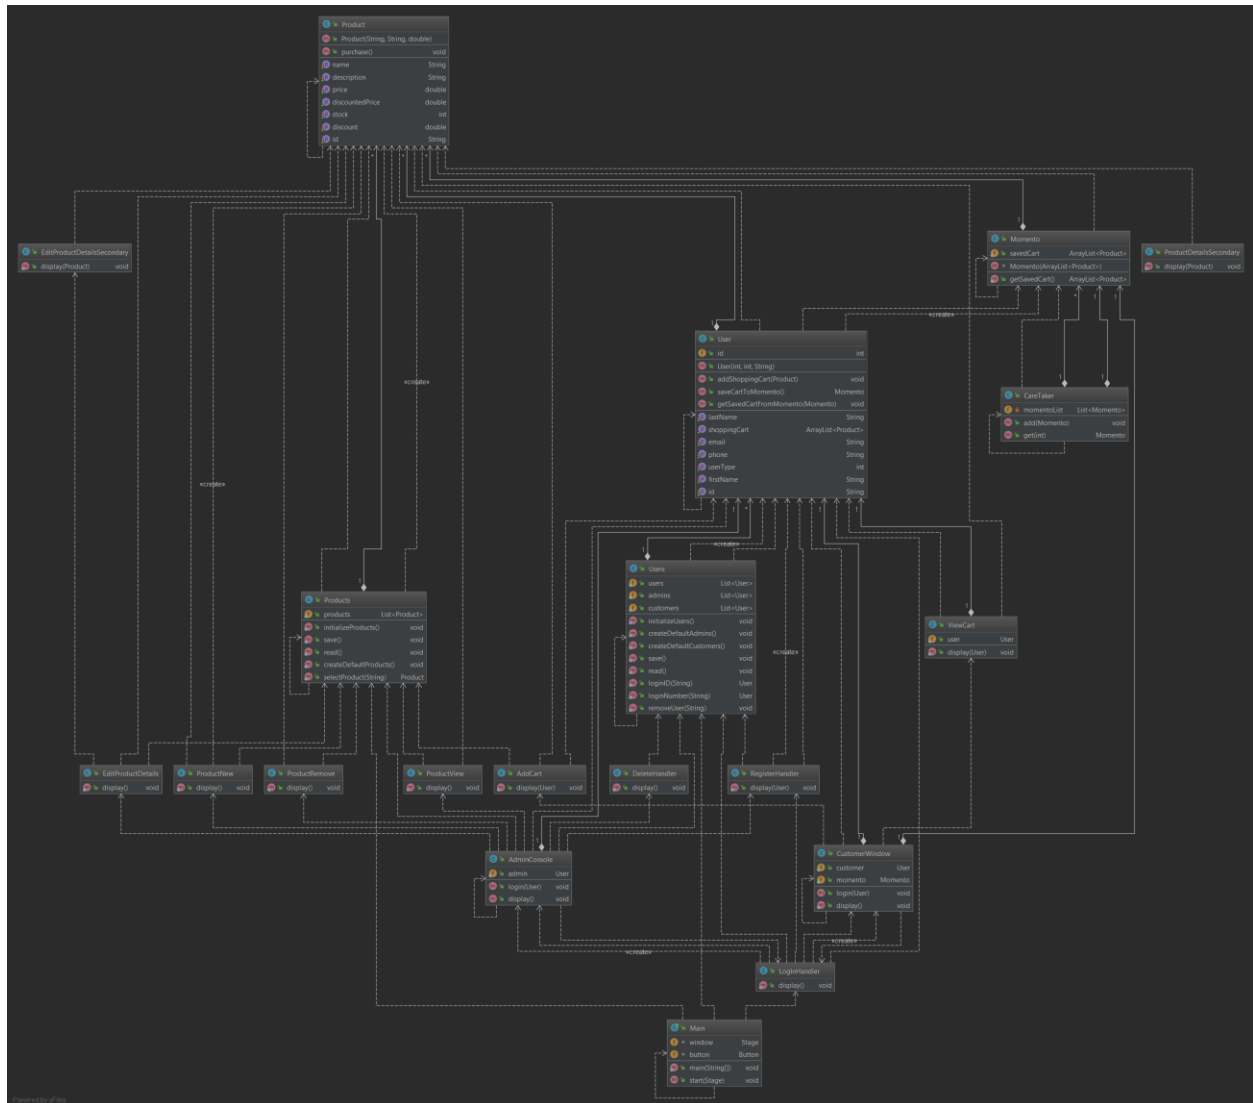 Product
Product(String, String, double)
purchase() void
name String
description String
price double
discountedPrice double
stock int
discount double
id String
EditProductDetailsSecondary
display(Product) void
Momento
savedCart ArrayList<Product>
Momento(ArrayList<Product>)
getSavedCart() ArrayList<Product>
ProductDetailsSecondary
display(Product) void
«create»
User
id int
User(int, int, String)
addShoppingCart(Product) void
saveCartToMomento() Momento
getSavedCartFromMomento(Momento) void
lastName String
shoppingCart ArrayList<Product>
email String
phone String
userType int
firstName String
id String
CareTaker
momentoList List<Momento>
add(Momento) void
get(int) Momento
«create»
«create»
«create»
Users
users List<User>
admins List<User>
customers List<User>
initializeUsers() void
createDefaultAdmins() void
createDefaultCustomers() void
save() void
read() void
loginID(String) User
loginNumber(String) User
removeUser(String) void
Products
products List<Product>
initializeProducts() void
save() void
read() void
createDefaultProducts() void
selectProduct(String) Product
ViewCart
user User
display(User) void
«create»
EditProductDetails
display() void
ProductNew
display() void
ProductRemove
display() void
ProductView
display() void
AddCart
display(User) void
DeleteHandler
display() void
RegisterHandler
display(User) void
AdminConsole
admin User
login(User) void
display() void
CustomerWindow
customer User
momento Momento
login(User) void
display() void
«create»
«create»
LogInHandler
display() void
Main
window Stage
button Button
main(String[]) void
start(Stage) void
Powered by yFiles